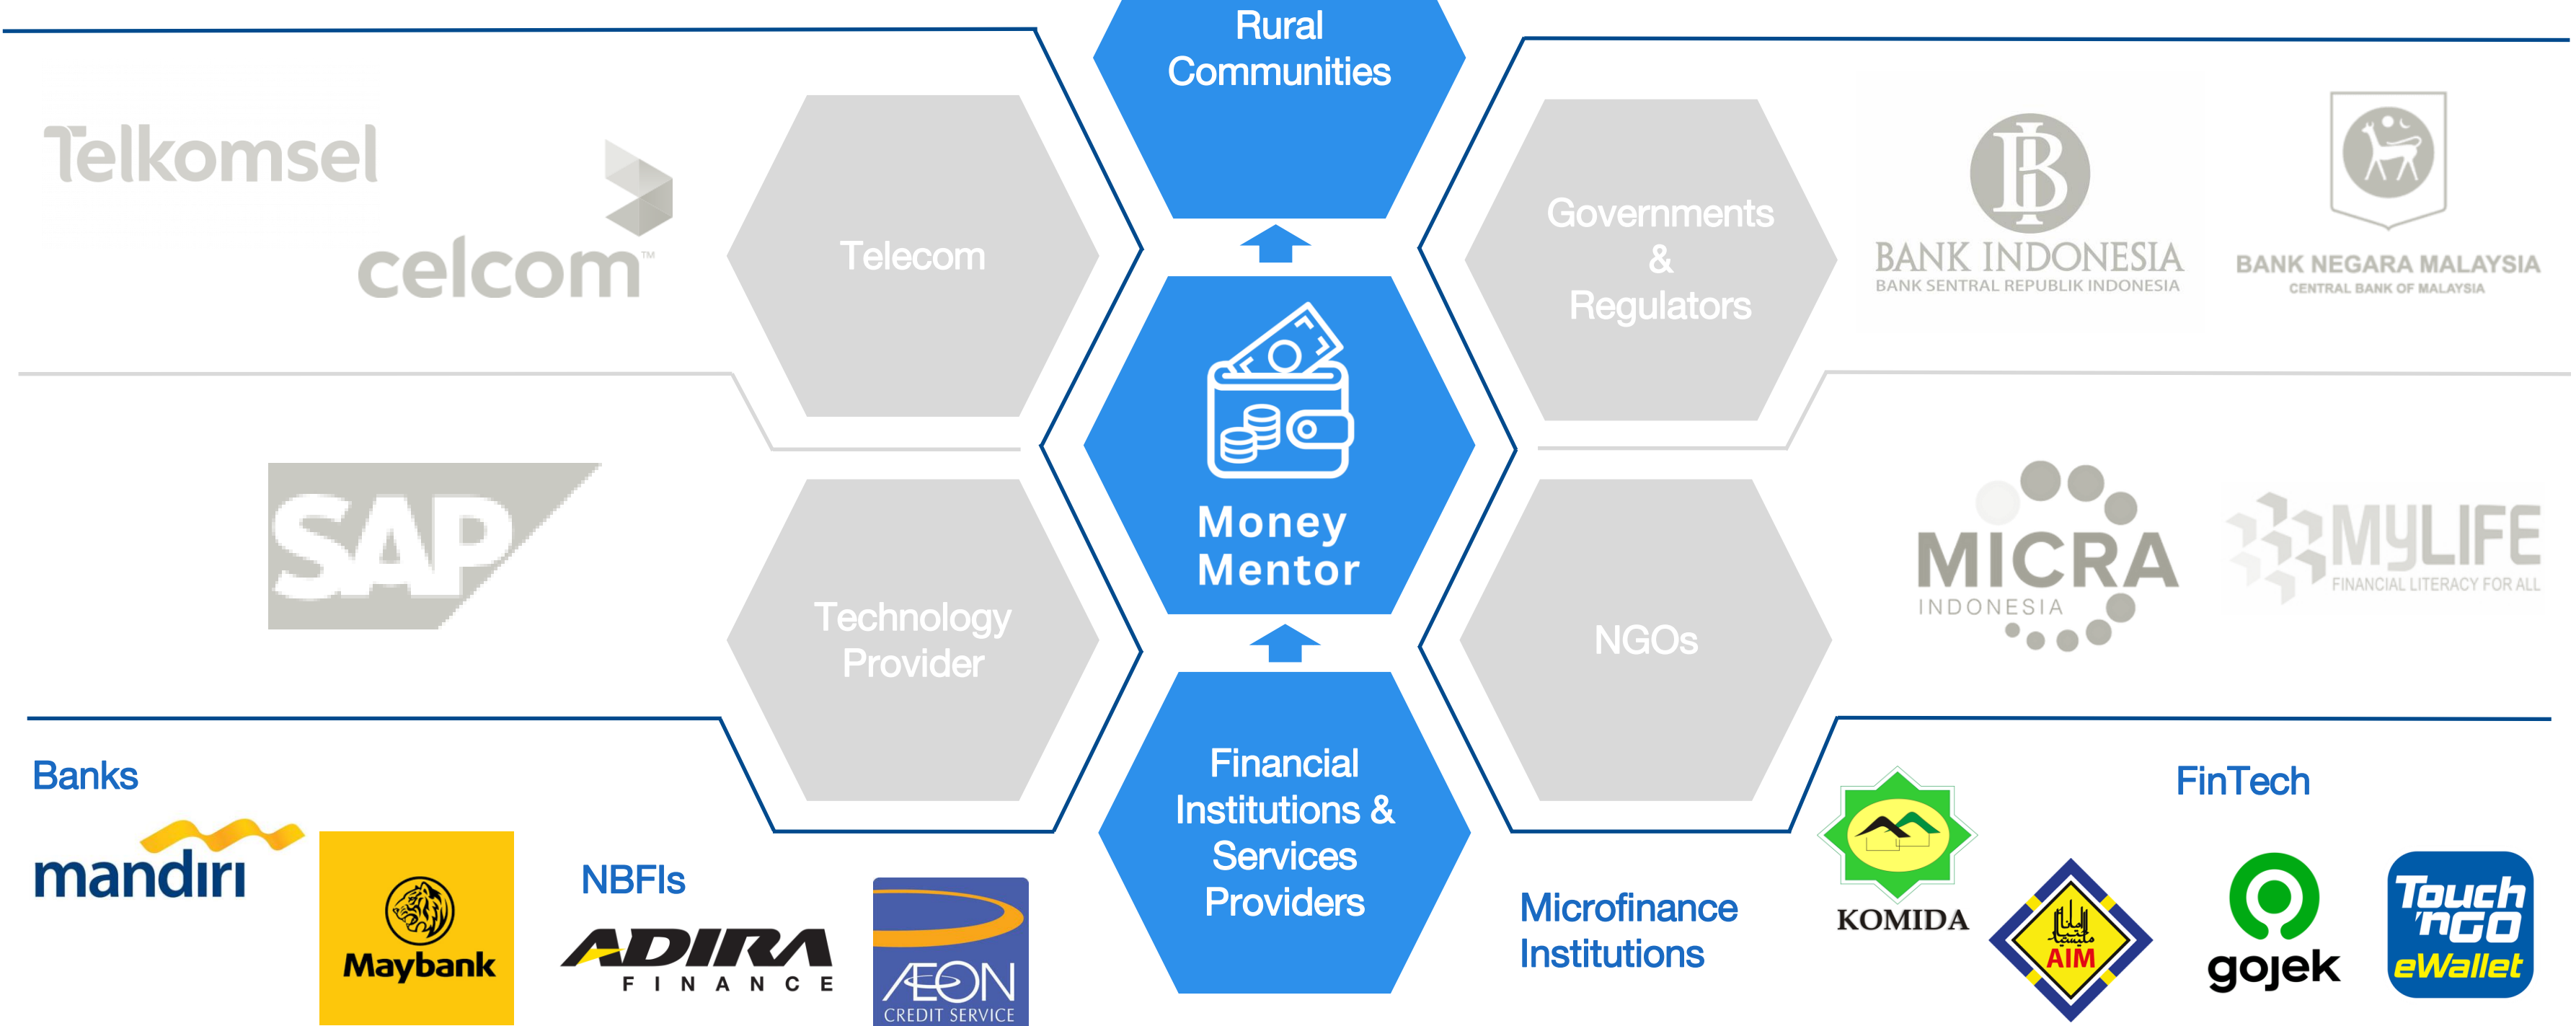 Rural
Communities
Telkomsel
celcom™
Telecom
Governments
&
Regulators
BI
BANK INDONESIA
BANK SENTRAL REPUBLIK INDONESIA
BANK NEGARA MALAYSIA
CENTRAL BANK OF MALAYSIA
Money
Mentor
SAP
Technology
Provider
NGOs
MICRA
INDONESIA
MYLIFE
FINANCIAL LITERACY FOR ALL
Financial
Institutions &
Services
Providers
Banks
mandiri
Maybank
NBFIs
ADIRA
FINANCE
ÆON
CREDIT SERVICE
Microfinance
Institutions
KOMIDA
AIM
FinTech
gojek
Touch
'nGO
eWallet